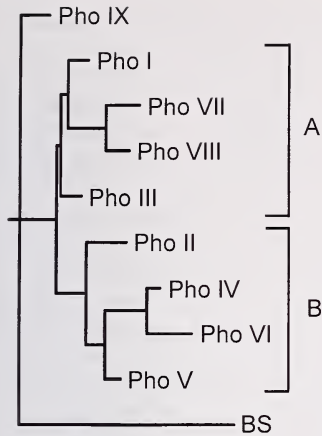 Pho IX
Pho I
Pho VII
A
Pho VIII
Pho III
Pho II
Pho IV
B
Pho VI
Pho V
BS